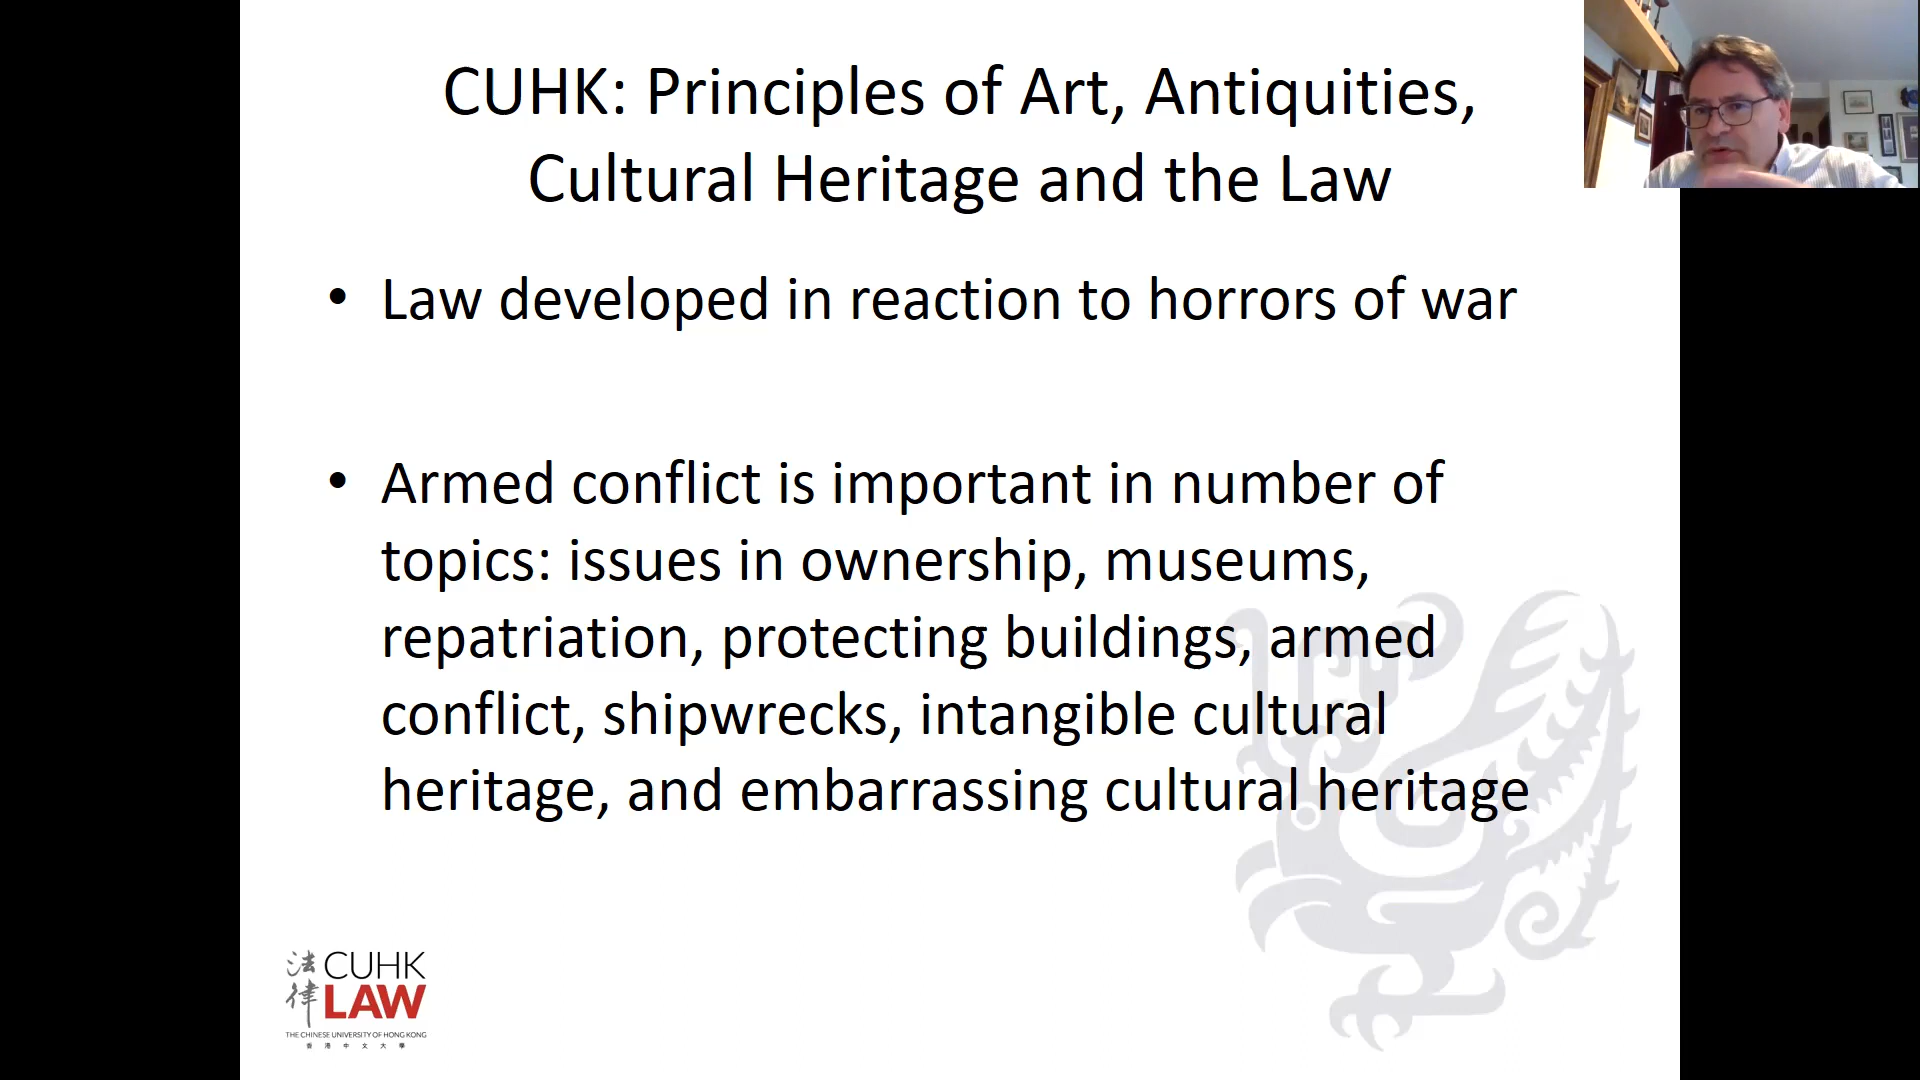 CUHK: Principles of Art, Antiquities,
Cultural Heritage and the Law
• Law developed in reaction to horrors of war
• Armed conflict is important in number of
topics: issues in ownership, museums,
repatriation, protecting buildings, armed
conflict, shipwrecks, intangible cultural
heritage, and embarrassing cultural heritage
法律
CUHK
LAW
THE CHINESE UNIVERSITY OF HONG KONG
香港中文大學